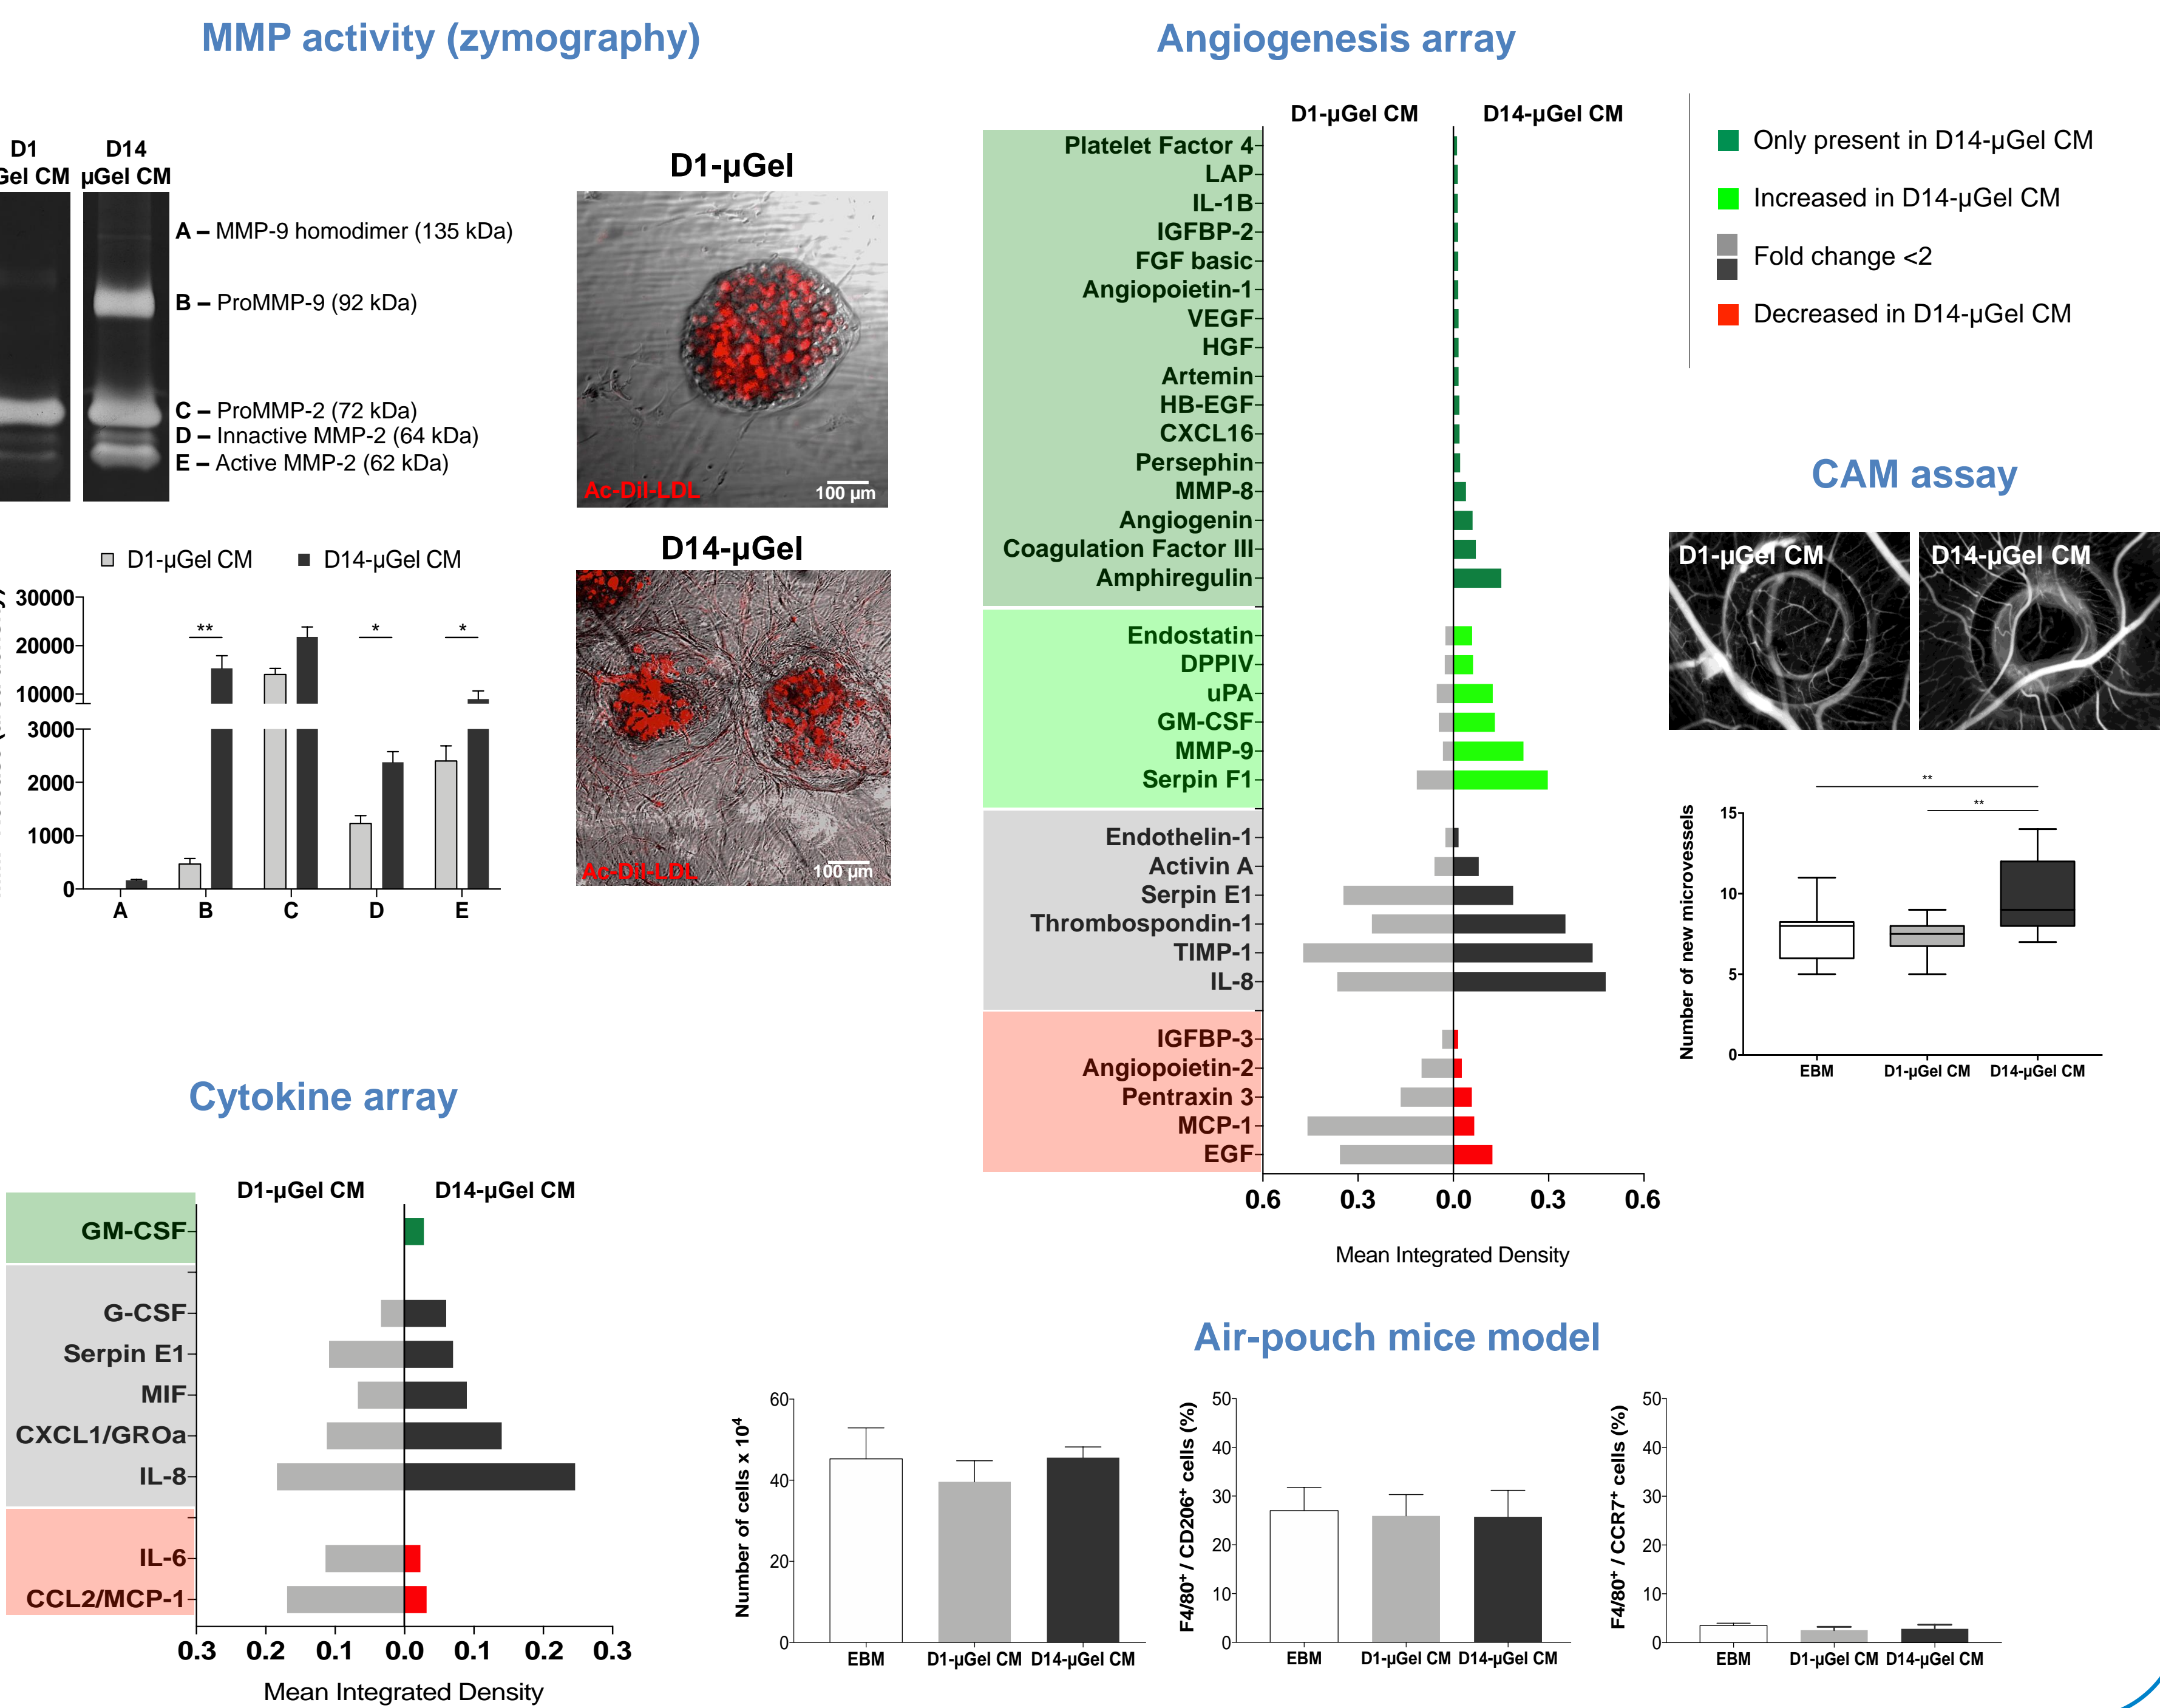 MMP activity (zymography)
D1 D14
Gel CM µGel CM
A – MMP-9 homodimer (135 kDa)
B – ProMMP-9 (92 kDa)
C – ProMMP-2 (72 kDa)
D – Innactive MMP-2 (64 kDa)
E – Active MMP-2 (62 kDa)
D1-µGel
Ac-Dil-LDL
100 µm
D14-µGel
Ac-Dil-LDL
100 µm
D1-µGel CM D14-µGel CM
30000
20000
10000
3000
2000
1000
0
** * *
A B C D E
Angiogenesis array
D1-µGel CM D14-µGel CM
Platelet Factor 4
LAP
IL-1B
IGFBP-2
FGF basic
Angiopoietin-1
VEGF
HGF
Artemin
HB-EGF
CXCL16
Persephin
MMP-8
Angiogenin
Coagulation Factor III
Amphiregulin
Endostatin
DPPIV
uPA
GM-CSF
MMP-9
Serpin F1
Endothelin-1
Activin A
Serpin E1
Thrombospondin-1
TIMP-1
IL-8
IGFBP-3
Angiopoietin-2
Pentraxin 3
MCP-1
EGF
0.6 0.3 0.0 0.3 0.6
Mean Integrated Density
Only present in D14-µGel CM
Increased in D14-µGel CM
Fold change <2
Decreased in D14-µGel CM
CAM assay
D1-µGel CM D14-µGel CM
**
**
Number of new microvessels
15
10
5
0
EBM D1-µGel CM D14-µGel CM
Cytokine array
D1-µGel CM D14-µGel CM
GM-CSF
G-CSF
Serpin E1
MIF
CXCL1/GROa
IL-8
IL-6
CCL2/MCP-1
0.3 0.2 0.1 0.0 0.1 0.2 0.3
Mean Integrated Density
Air-pouch mice model
Number of cells x 10⁴
60
40
20
0
EBM D1-µGel CM D14-µGel CM
F4/80⁺ / CD206⁺ cells (%)
50
40
30
20
10
0
EBM D1-µGel CM D14-µGel CM
F4/80⁺ / CCR7⁺ cells (%)
50
40
30
20
10
0
EBM D1-µGel CM D14-µGel CM